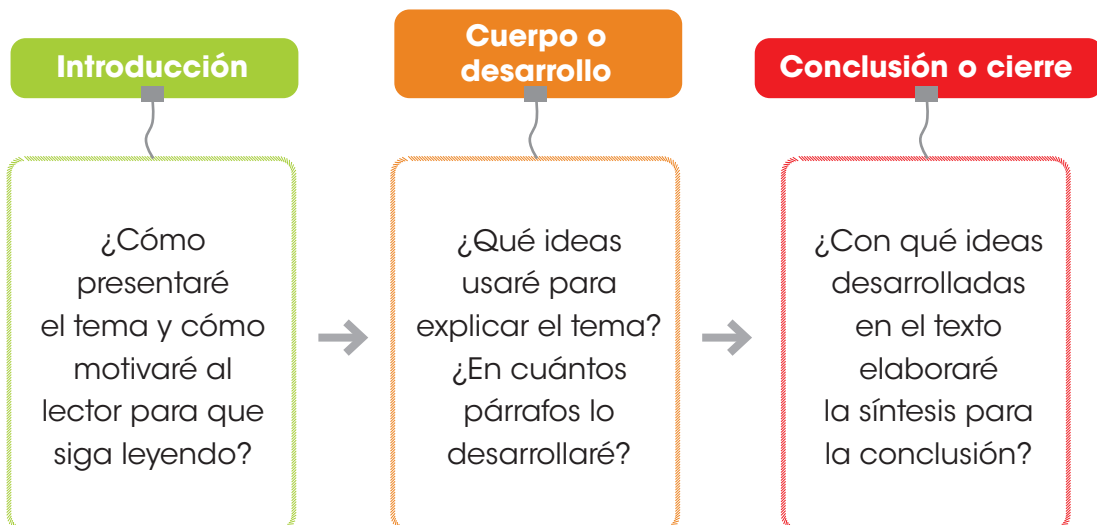 Introducción
¿Cómo
presentaré
el tema y cómo
motivaré al
lector para que
siga leyendo?
Cuerpo o
desarrollo
¿Qué ideas
usaré para
explicar el tema?
¿En cuántos
párrafos lo
desarrollaré?
Conclusión o cierre
¿Con qué ideas
desarrolladas
en el texto
elaboraré
la síntesis para
la conclusión?